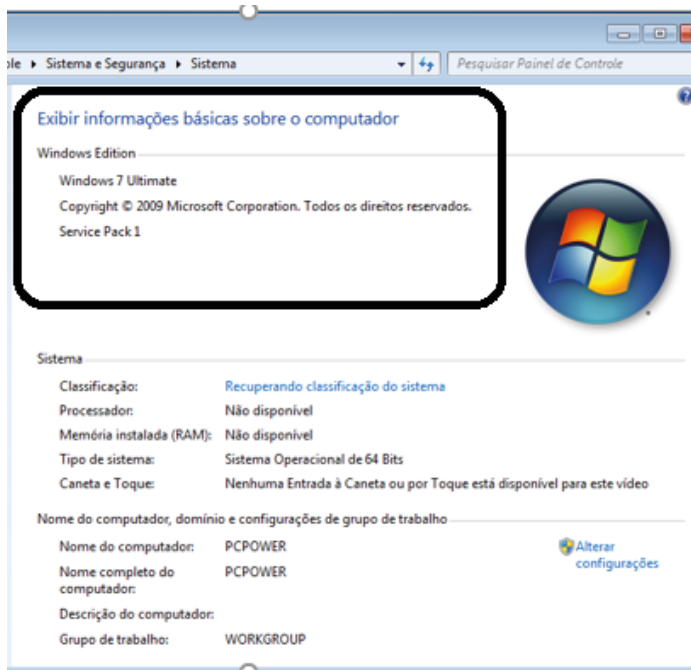 Sistema e Segurança Sistema Pesquisar Painel de Controle
Exibir informações básicas sobre o computador
Windows Edition
Windows 7 Ultimate
Copyright © 2009 Microsoft Corporation. Todos os direitos reservados.
Service Pack 1
Sistema
Classificação: Recuperando classificação do sistema
Processador: Não disponível
Memória instalada (RAM): Não disponível
Tipo de sistema: Sistema Operacional de 64 Bits
Caneta e Toque: Nenhuma Entrada à Caneta ou por Toque está disponível para este vídeo
Nome do computador, domínio e configurações de grupo de trabalho
Nome do computador: PCPOWER Alterar
configurações
Nome completo do PCPOWER
computador:
Descrição do computador:
Grupo de trabalho: WORKGROUP